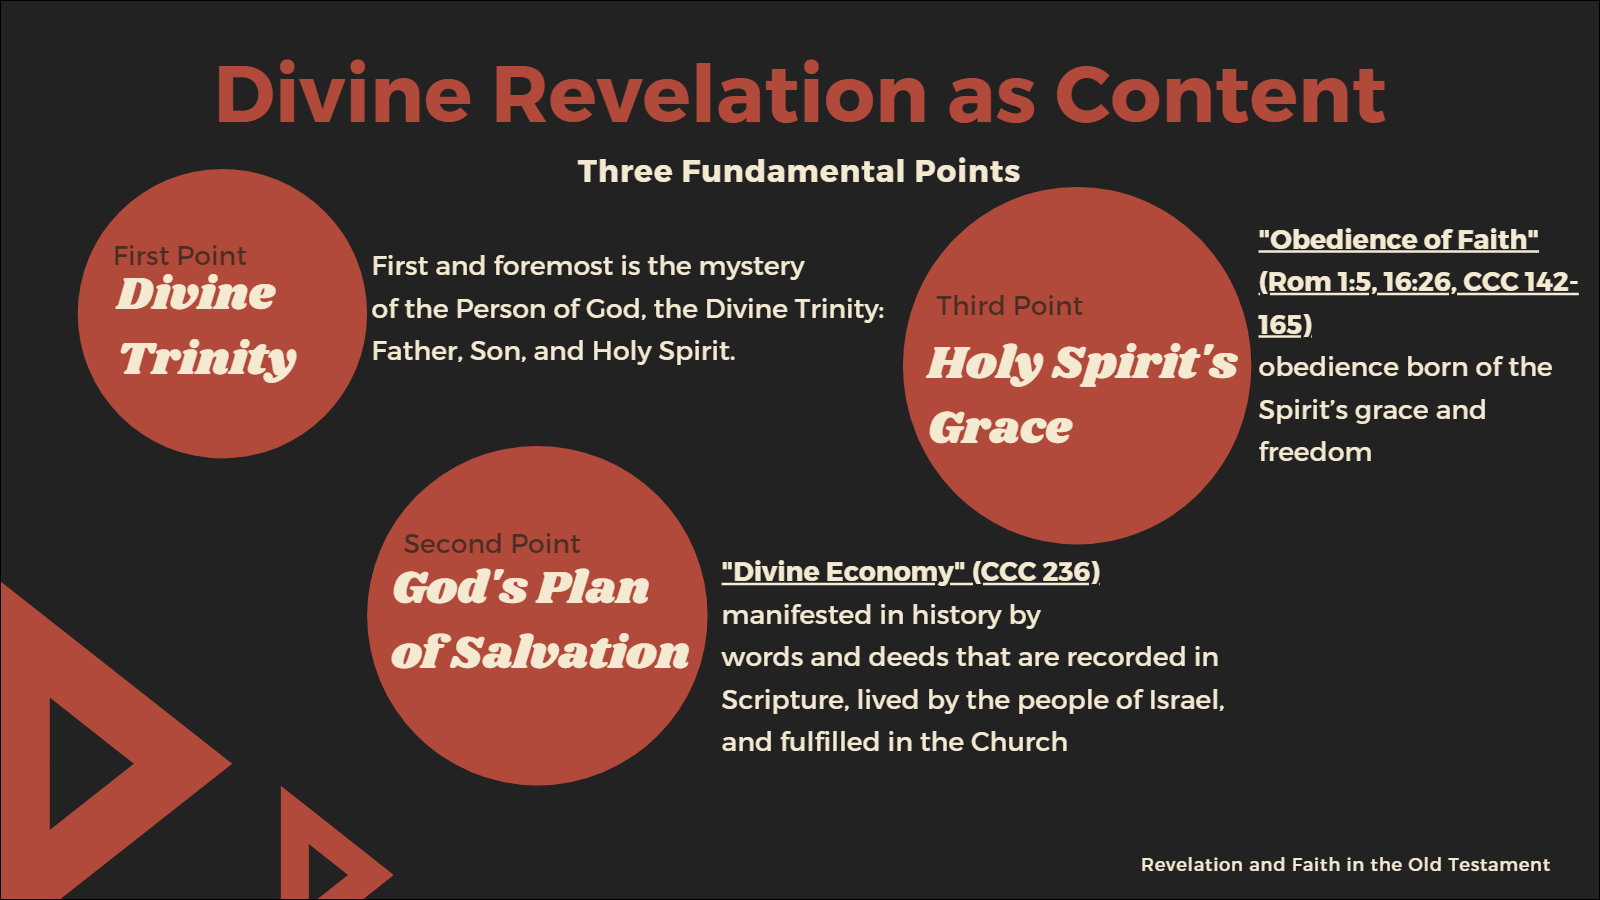 Divine Revelation as Content
Three Fundamental Points
First Point
Divine
Trinity
First and foremost is the mystery
of the Person of God, the Divine Trinity:
Father, Son, and Holy Spirit.
Second Point
God's Plan
of Salvation
"Divine Economy" (CCC 236)
manifested in history by
words and deeds that are recorded in
Scripture, lived by the people of Israel,
and fulfilled in the Church
Third Point
Holy Spirit's
Grace
"Obedience of Faith"
(Rom 1:5, 16:26, CCC 142-
165)
obedience born of the
Spirit’s grace and
freedom
Revelation and Faith in the Old Testament